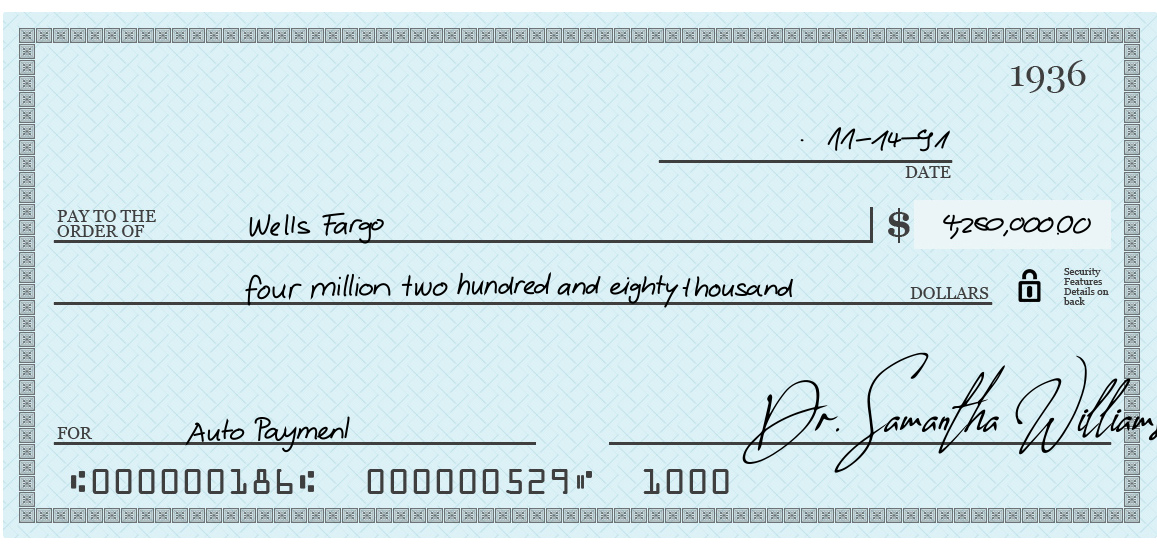 1936
11-14-91
DATE
PAY TO THE
ORDER OF Wells Fargo $ 4,280,000.00
four million two hundred and eighty thousand DOLLARS
Security
Features
Details on
back
FOR Auto Payment Dr. Samantha Williams
⑆000000186⑆ 000000529⑈ 1000